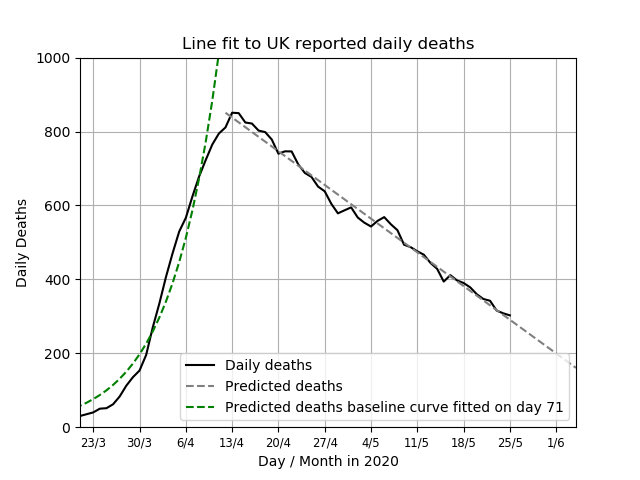 Line fit to UK reported daily deaths
1000
800
600
400
200
0
Daily Deaths
Daily deaths
Predicted deaths
Predicted deaths baseline curve fitted on day 71
23/3 30/3 6/4 13/4 20/4 27/4 4/5 11/5 18/5 25/5 1/6
Day / Month in 2020